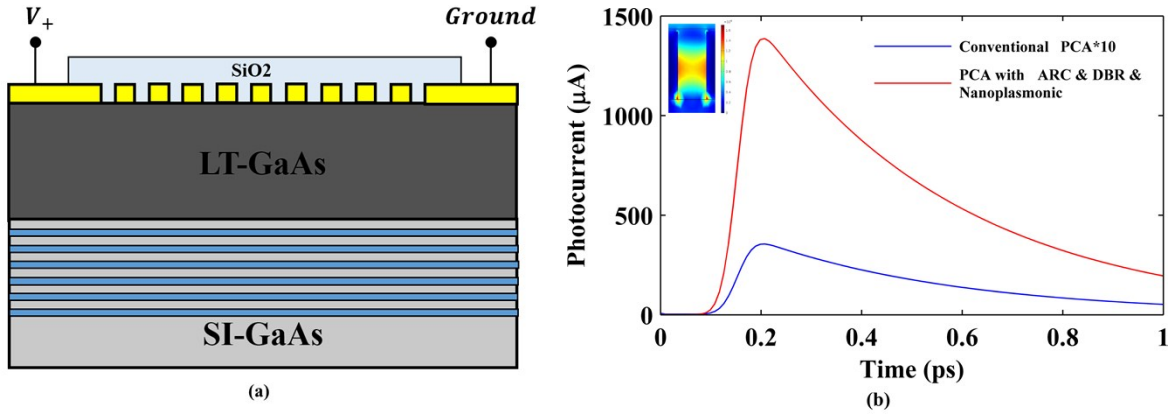 V₊
Ground
SiO2
LT-GaAs
SI-GaAs
(a)
1500
1000
500
0
Photocurrent (μA)
Conventional PCA*10
PCA with ARC & DBR &
Nanoplasmonic
0
0.2
0.4
0.6
0.8
1
Time (ps)
(b)